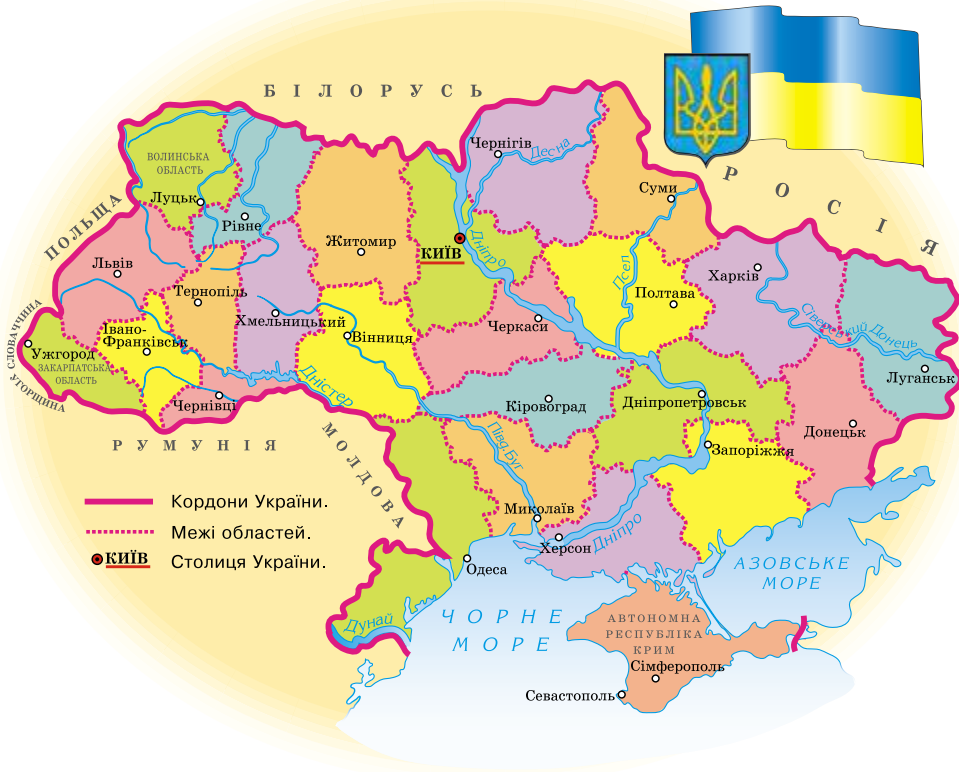 БІЛОРУСЬ
РОСІЯ
ПОЛЬЩА
СЛОВАЧЧИНА
УГОРЩИНА
РУМУНІЯ
МОЛДОВА
ВОЛИНСЬКА
ОБЛАСТЬ
Луцьк
Рівне
Житомир
КИЇВ
Чернігів
Десна
Суми
Дніпро
Псел
Полтава
Харків
Сіверський Донець
Луганськ
Львів
Тернопіль
Хмельницький
Вінниця
Черкаси
Івано-
Франківськ
Ужгород
ЗАКАРПАТСЬКА
ОБЛАСТЬ
Чернівці
Дністер
Кіровоград
Дніпропетровськ
Донецьк
Запоріжжя
Півд.Буг
Миколаїв
Херсон
Дніпро
Одеса
Дунай
Кордони України.
Межі областей.
КИЇВ Столиця України.
АЗОВСЬКЕ
МОРЕ
ЧОРНЕ
МОРЕ
АВТОНОМНА
РЕСПУБЛІКА
КРИМ
Сімферополь
Севастополь